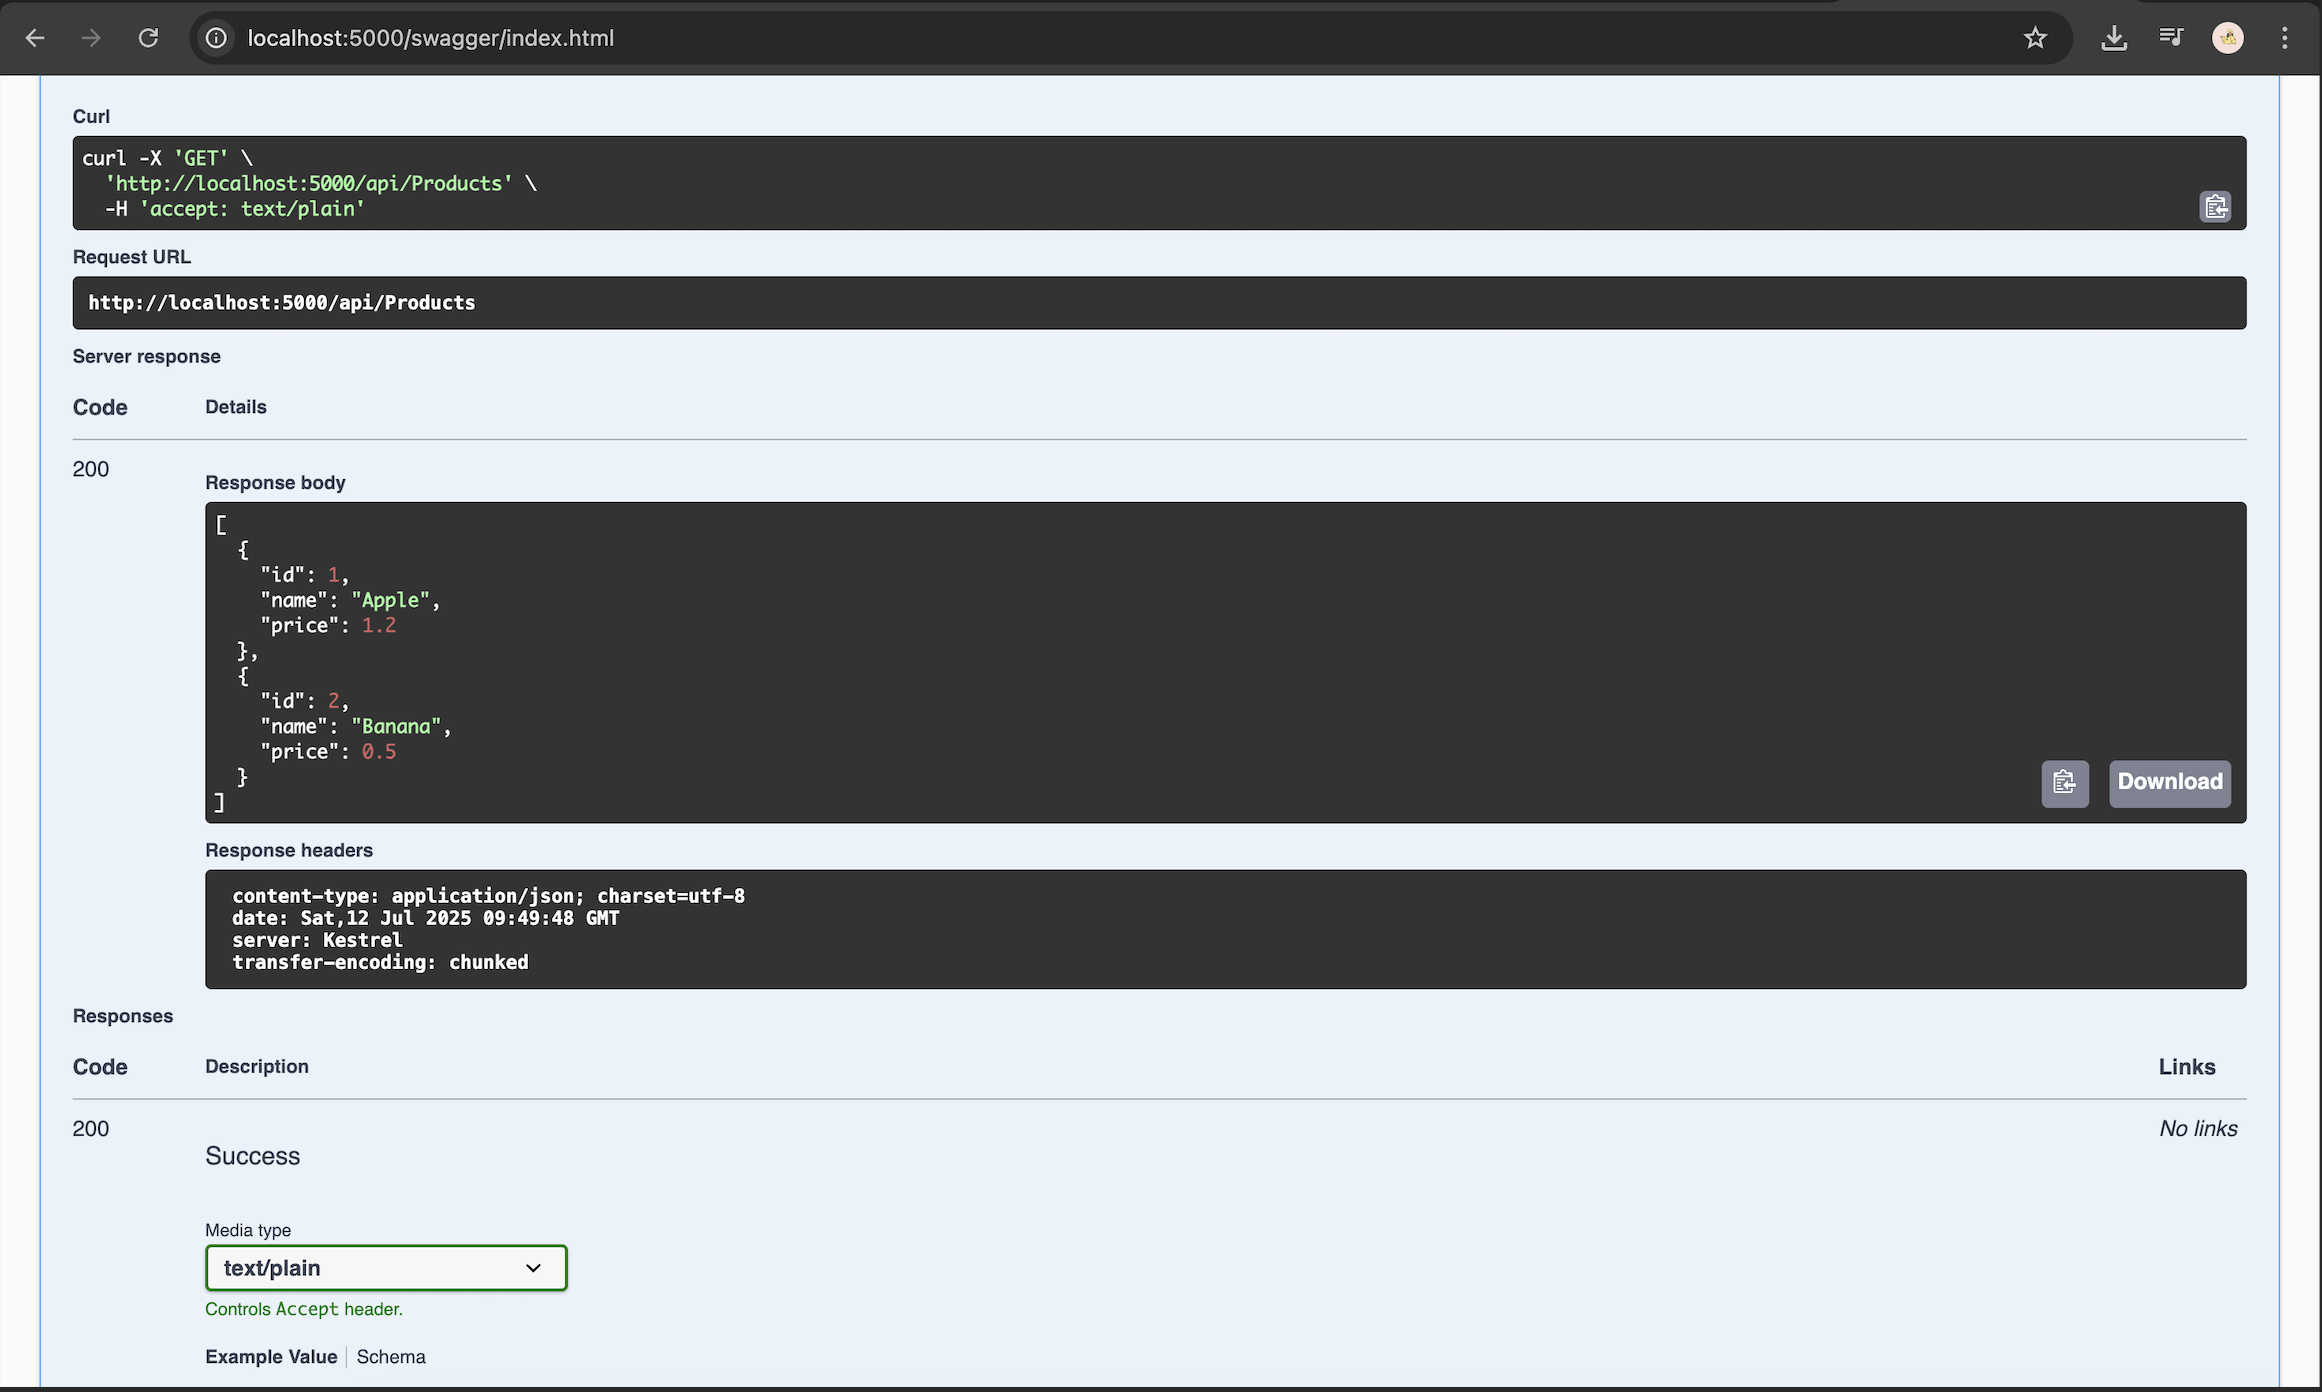 localhost:5000/swagger/index.html
Curl
curl -X 'GET' \
  'http://localhost:5000/api/Products' \
  -H 'accept: text/plain'
Request URL
http://localhost:5000/api/Products
Server response
Code Details
200
Response body
[
  {
    "id": 1,
    "name": "Apple",
    "price": 1.2
  },
  {
    "id": 2,
    "name": "Banana",
    "price": 0.5
  }
]
Download
Response headers
content-type: application/json; charset=utf-8
date: Sat,12 Jul 2025 09:49:48 GMT
server: Kestrel
transfer-encoding: chunked
Responses
Code Description Links
200 No links
Success
Media type
text/plain
Controls Accept header.
Example Value Schema